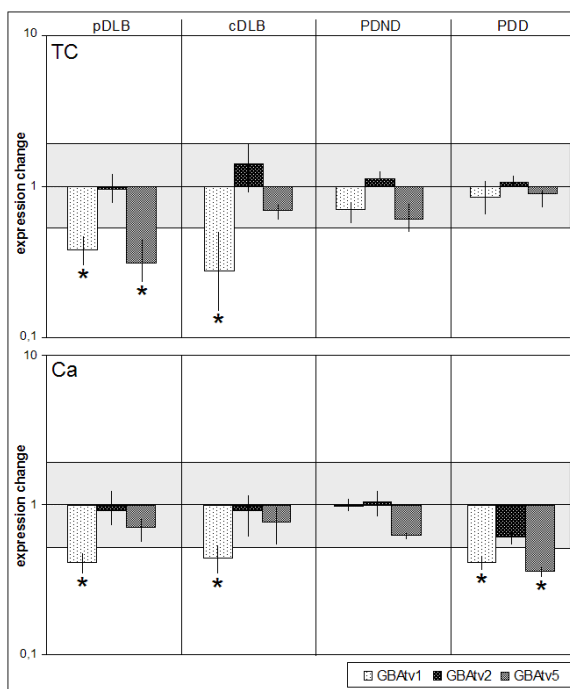 pDLB cDLB PDND PDD
10
TC
expression change
1
* * *
0,1
10
Ca
expression change
1
* * * *
0,1
GBAtv1 GBAtv2 GBAtv5